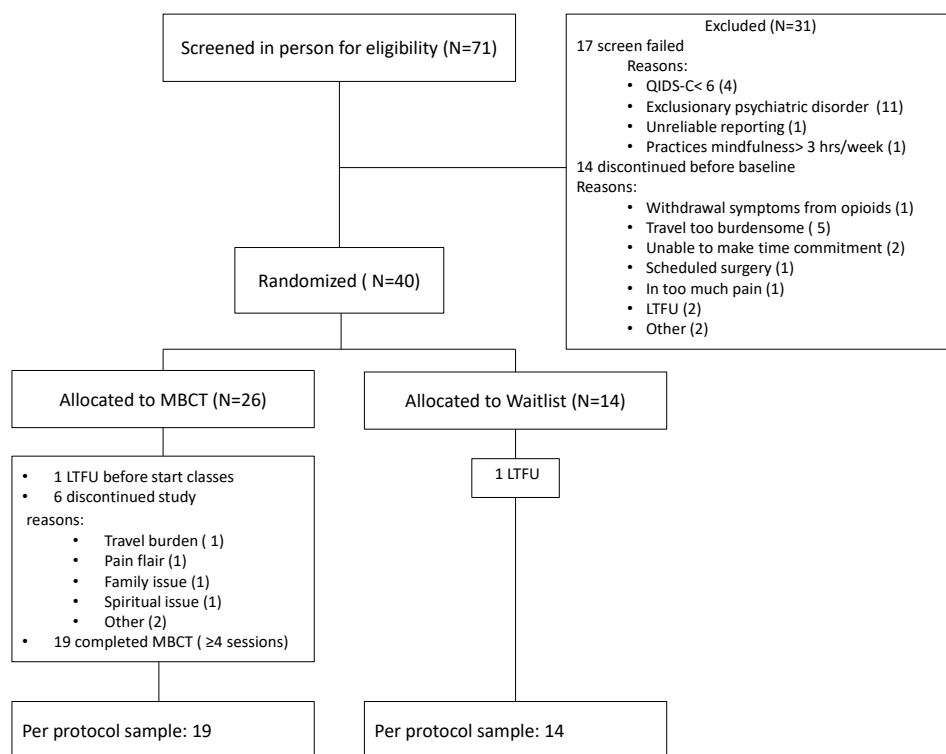 Screened in person for eligibility (N=71)
Excluded (N=31)
17 screen failed
Reasons:
• QIDS-C< 6 (4)
• Exclusionary psychiatric disorder (11)
• Unreliable reporting (1)
• Practices mindfulness> 3 hrs/week (1)
14 discontinued before baseline
Reasons:
• Withdrawal symptoms from opioids (1)
• Travel too burdensome ( 5)
• Unable to make time commitment (2)
• Scheduled surgery (1)
• In too much pain (1)
• LTFU (2)
• Other (2)
Randomized ( N=40)
Allocated to MBCT (N=26)
Allocated to Waitlist (N=14)
• 1 LTFU before start classes
• 6 discontinued study
reasons:
• Travel burden ( 1)
• Pain flair (1)
• Family issue (1)
• Spiritual issue (1)
• Other (2)
• 19 completed MBCT ( ≥4 sessions)
1 LTFU
Per protocol sample: 19
Per protocol sample: 14